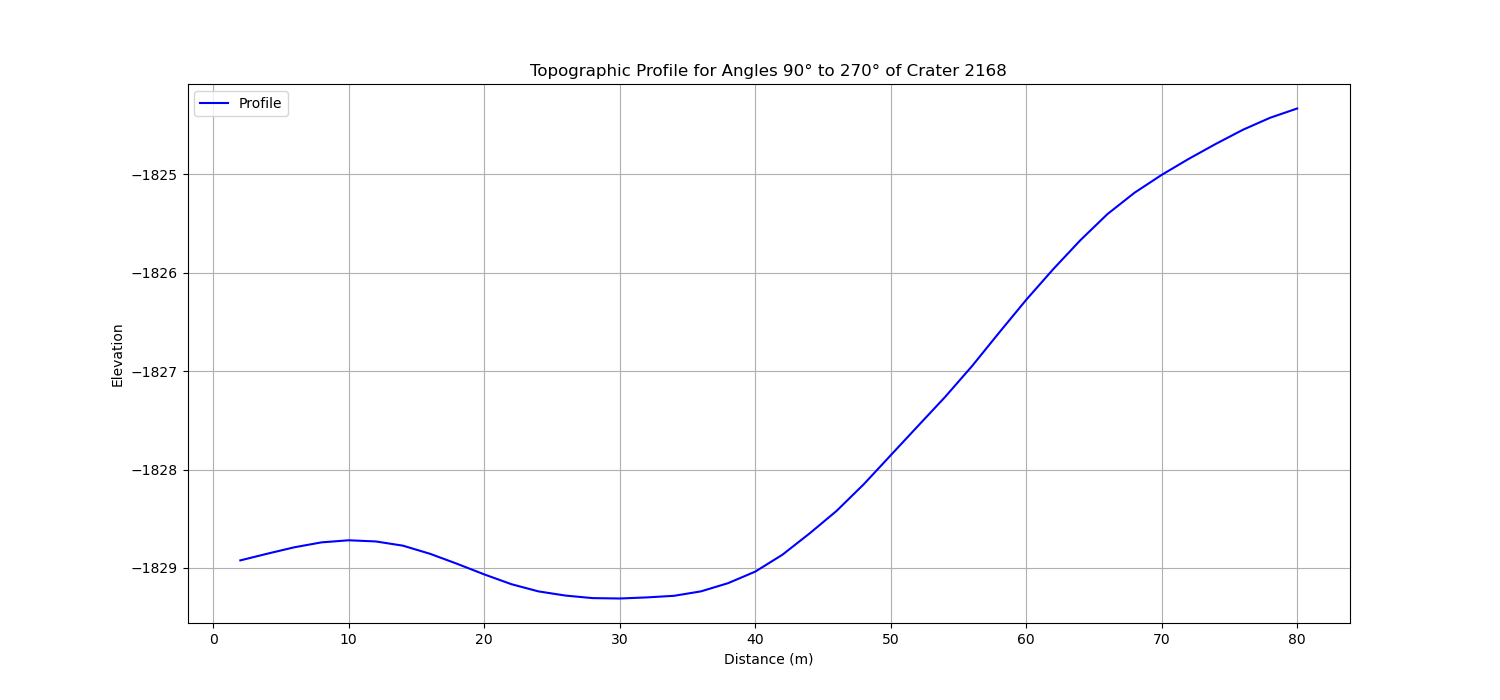 Topographic Profile for Angles 90° to 270° of Crater 2168
Profile
−1825
−1826
−1827
−1828
−1829
Elevation
0 10 20 30 40 50 60 70 80
Distance (m)